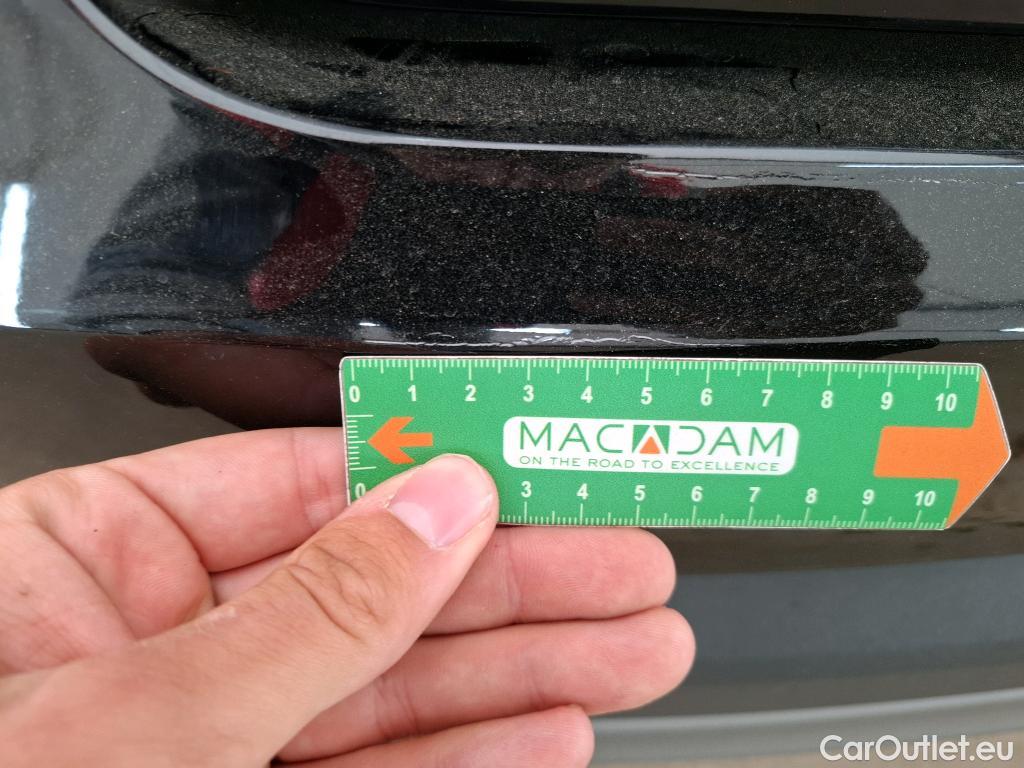 0 1 2 3 4 5 6 7 8 9 10
MACADAM
ON THE ROAD TO EXCELLENCE
0 3 4 5 6 7 8 9 10
CarOutlet.eu